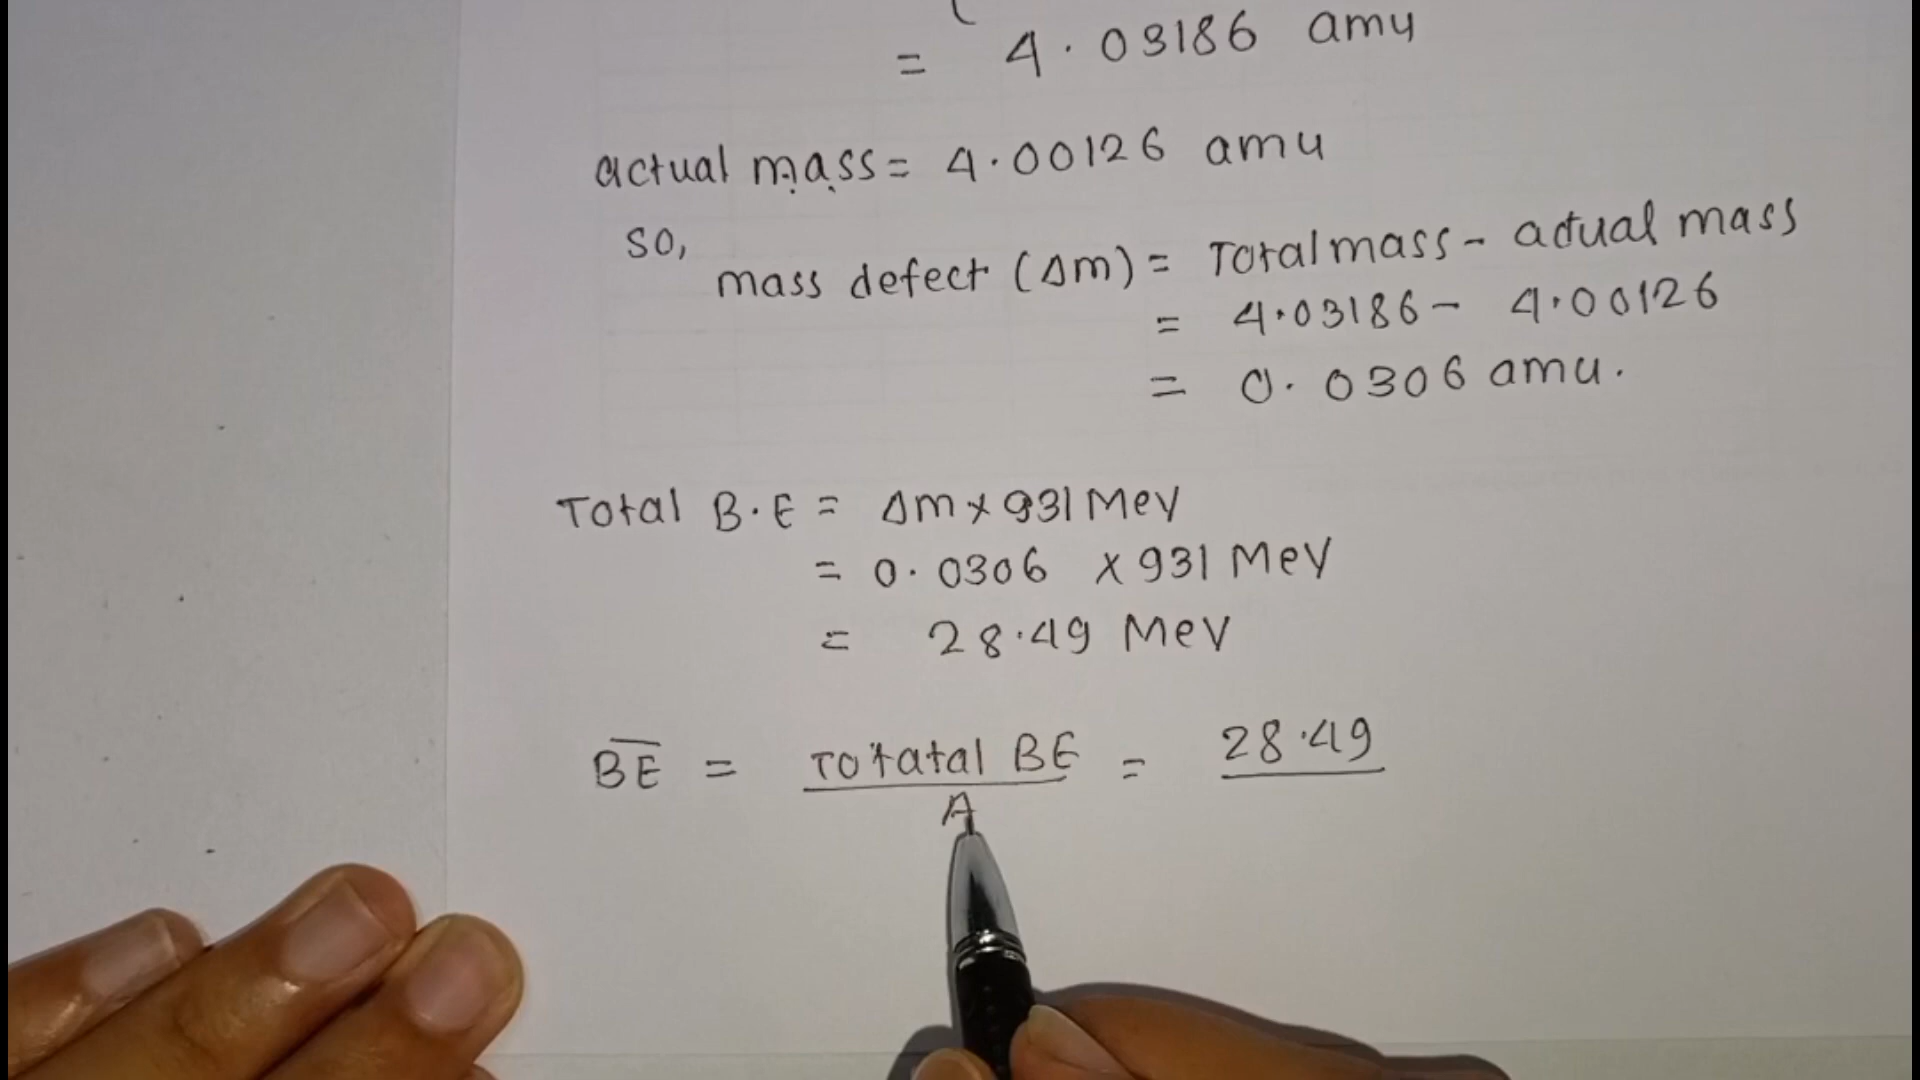 = 4.03186 amu
actual mass = 4.00126 amu
so,
mass defect (Δm) = Total mass - actual mass
= 4.03186 - 4.00126
= 0.0306 amu.
Total B.E = Δm x 931 MeV
= 0.0306 x 931 MeV
= 28.49 MeV
B̅E̅ = Totatal BE / A = 28.49